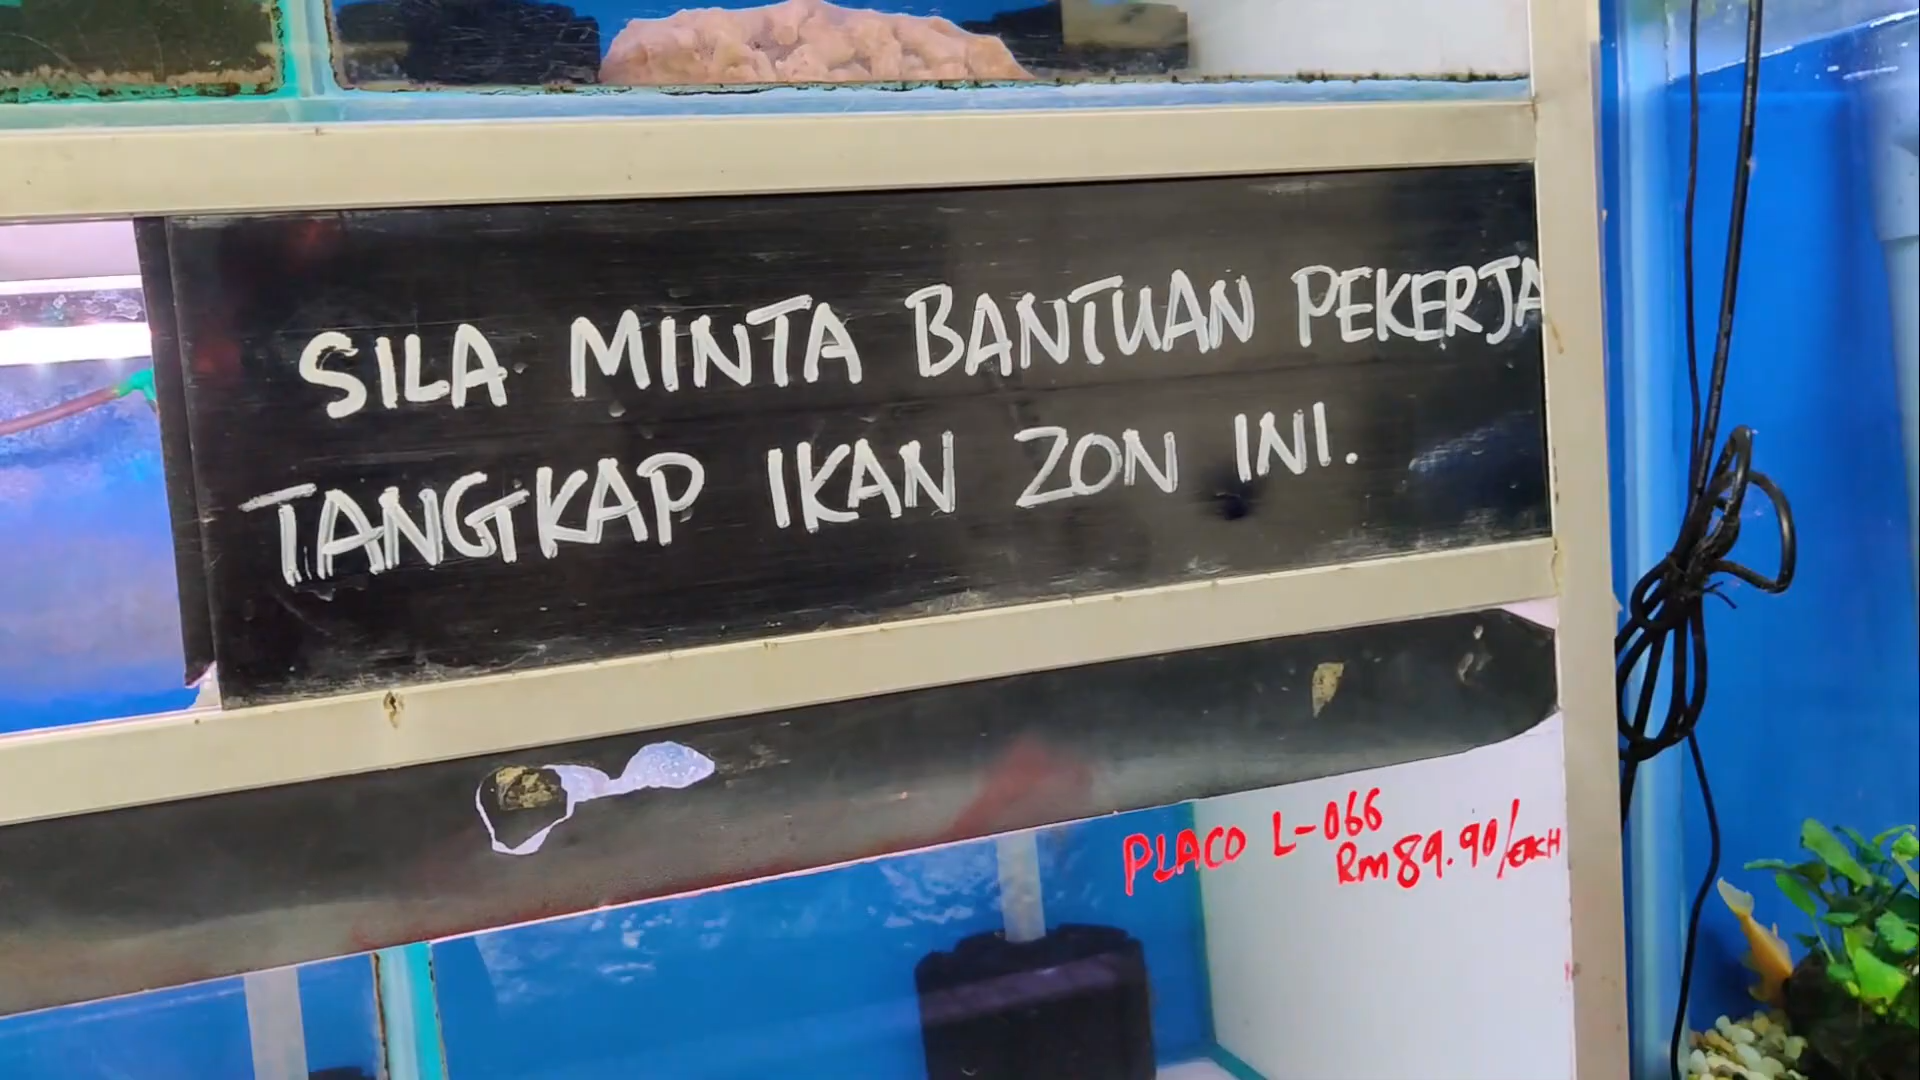 SILA MINTA BANTUAN PEKERJA
TANGKAP IKAN ZON INI.
PLACO L-066
Rm89.90/EACH